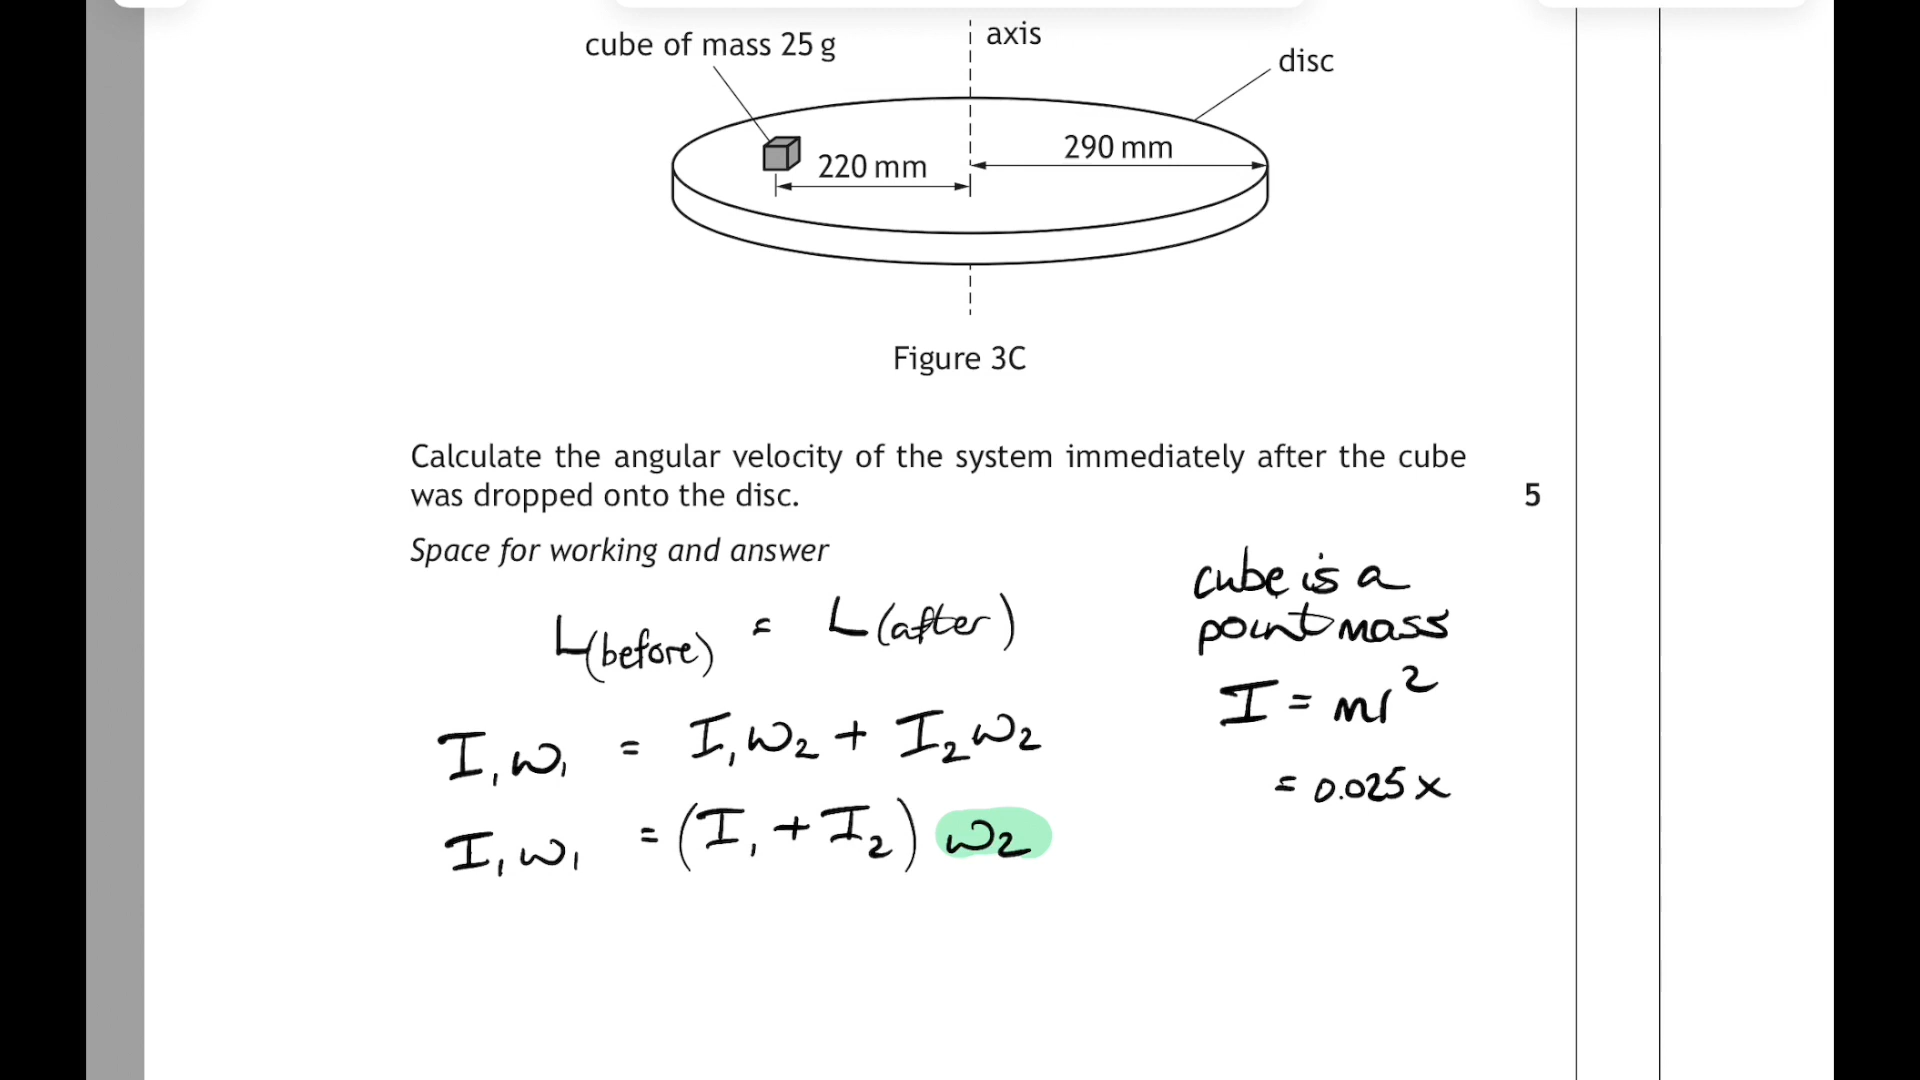 axis
cube of mass 25 g
disc
290 mm
220 mm
Figure 3C
Calculate the angular velocity of the system immediately after the cube
was dropped onto the disc.
5
Space for working and answer
L(before) = L(after)
I₁ω₁ = I₁ω₂ + I₂ω₂
I₁ω₁ = (I₁ + I₂) ω₂
cube is a
point mass
I = mr²
= 0.025 x